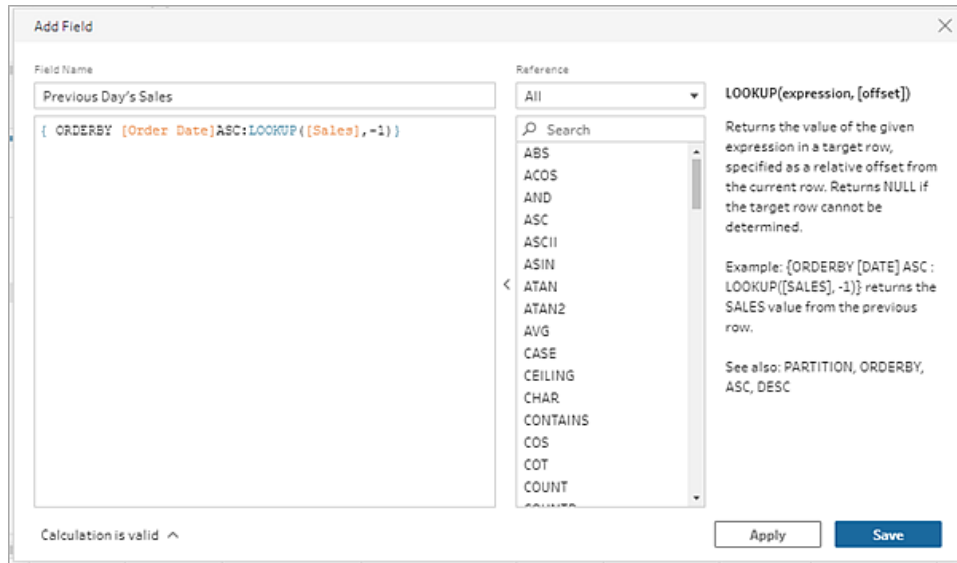 Add Field
Field Name
Previous Day's Sales
{ ORDERBY [Order Date]ASC:LOOKUP([Sales],-1)}
Reference
All
Search
ABS
ACOS
AND
ASC
ASCII
ASIN
ATAN
ATAN2
AVG
CASE
CEILING
CHAR
CONTAINS
COS
COT
COUNT
LOOKUP(expression, [offset])
Returns the value of the given
expression in a target row,
specified as a relative offset from
the current row. Returns NULL if
the target row cannot be
determined.
Example: {ORDERBY [DATE] ASC :
LOOKUP([SALES], -1)} returns the
SALES value from the previous
row.
See also: PARTITION, ORDERBY,
ASC, DESC
Calculation is valid
Apply
Save